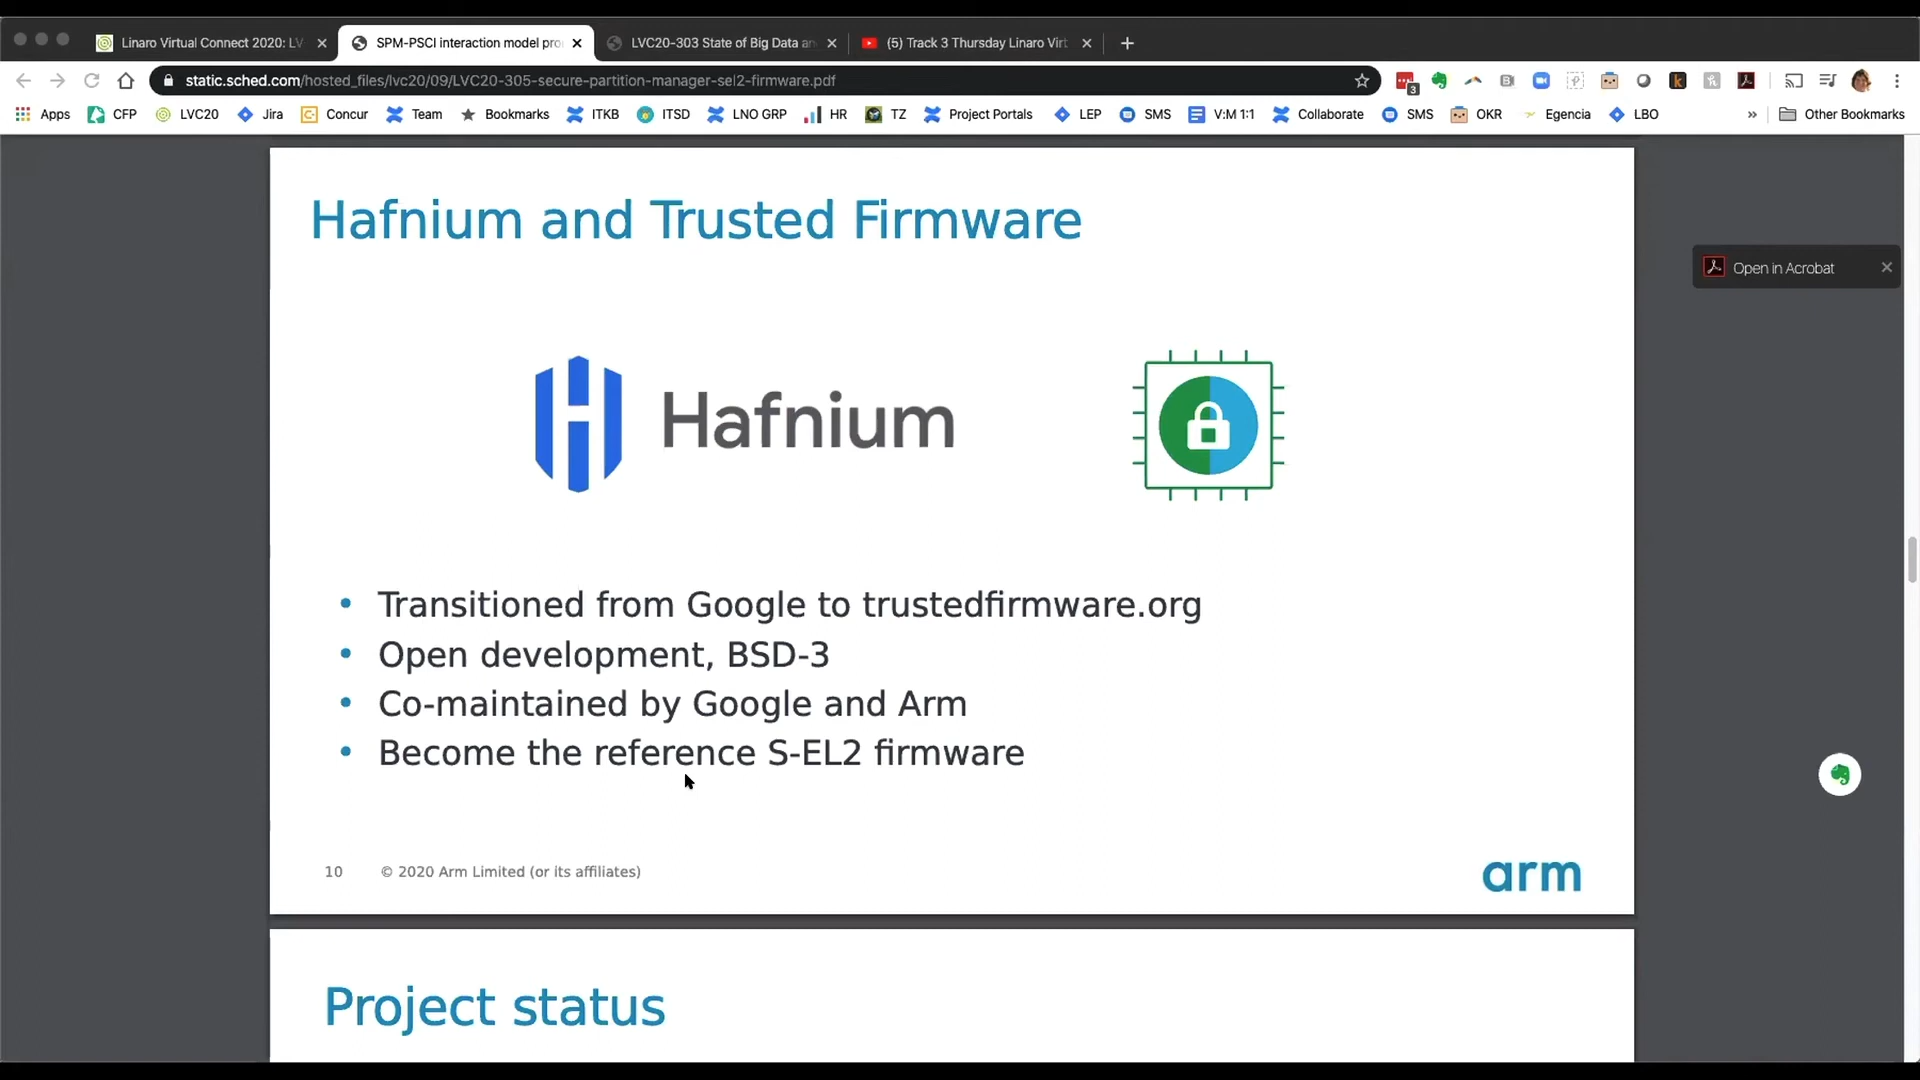 Linaro Virtual Connect 2020: LV
SPM-PSCI interaction model pro
LVC20-303 State of Big Data an
(5) Track 3 Thursday Linaro Virt
static.sched.com/hosted_files/lvc20/09/LVC20-305-secure-partition-manager-sel2-firmware.pdf
3
Apps CFP LVC20 Jira Concur Team Bookmarks ITKB ITSD LNO GRP HR TZ Project Portals LEP SMS V:M 1:1 Collaborate SMS OKR Egencia LBO » Other Bookmarks
Hafnium and Trusted Firmware
Open in Acrobat
Hafnium
• Transitioned from Google to trustedfirmware.org
• Open development, BSD-3
• Co-maintained by Google and Arm
• Become the reference S-EL2 firmware
10 © 2020 Arm Limited (or its affiliates)
arm
Project status